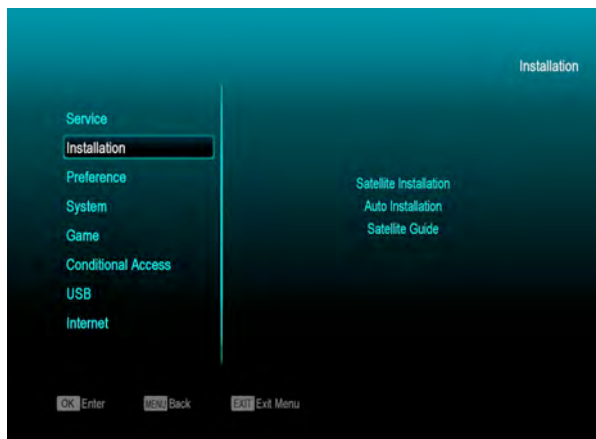 Installation
Service
Installation
Preference
System
Game
Conditional Access
USB
Internet
Satellite Installation
Auto Installation
Satellite Guide
OK Enter MENU Back EXIT Exit Menu